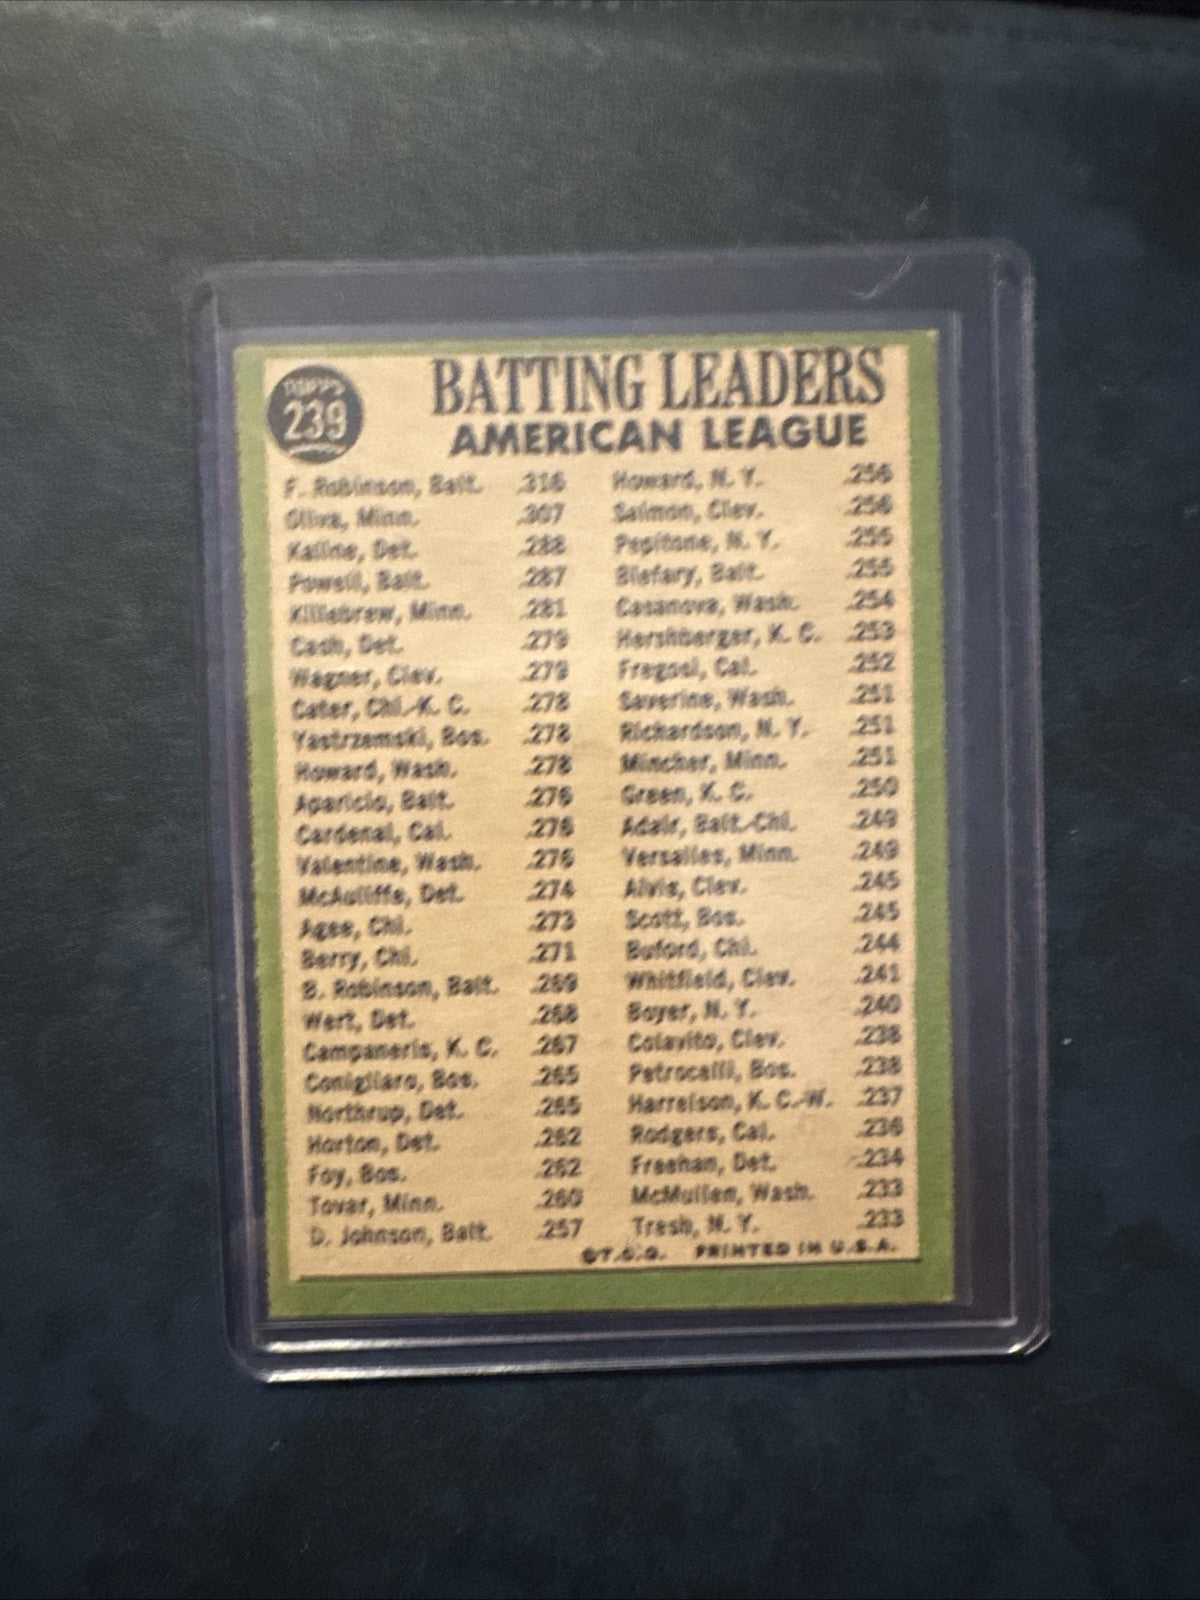 TOPPS
239
BATTING LEADERS
AMERICAN LEAGUE
F. Robinson, Balt. .316
Oliva, Minn. .307
Kaline, Det. .288
Powell, Balt. .287
Killebrew, Minn. .281
Cash, Det. .279
Wagner, Clev. .279
Cater, Chi.-K. C. .278
Yastrzemski, Bos. .278
Howard, Wash. .278
Aparicio, Balt. .276
Cardenal, Cal. .276
Valentine, Wash. .276
McAuliffe, Det. .274
Agee, Chi. .273
Berry, Chi. .271
B. Robinson, Balt. .269
Wert, Det. .268
Campaneris, K. C. .267
Conigliaro, Bos. .265
Northrup, Det. .265
Horton, Det. .262
Foy, Bos. .262
Tovar, Minn. .260
D. Johnson, Balt. .257
Howard, N. Y. .256
Salmon, Clev. .256
Pepitone, N. Y. .255
Blefary, Balt. .255
Casanova, Wash. .254
Hershberger, K. C. .253
Fregosi, Cal. .252
Saverine, Wash. .251
Richardson, N. Y. .251
Mincher, Minn. .251
Green, K. C. .250
Adair, Balt.-Chi. .249
Versalles, Minn. .249
Alvis, Clev. .245
Scott, Bos. .245
Buford, Chi. .244
Whitfield, Clev. .241
Boyer, N. Y. .240
Colavito, Clev. .238
Petrocelli, Bos. .238
Harrelson, K. C.-W. .237
Rodgers, Cal. .236
Freehan, Det. .234
McMullen, Wash. .233
Tresh, N. Y. .233
©T.C.G. PRINTED IN U.S.A.